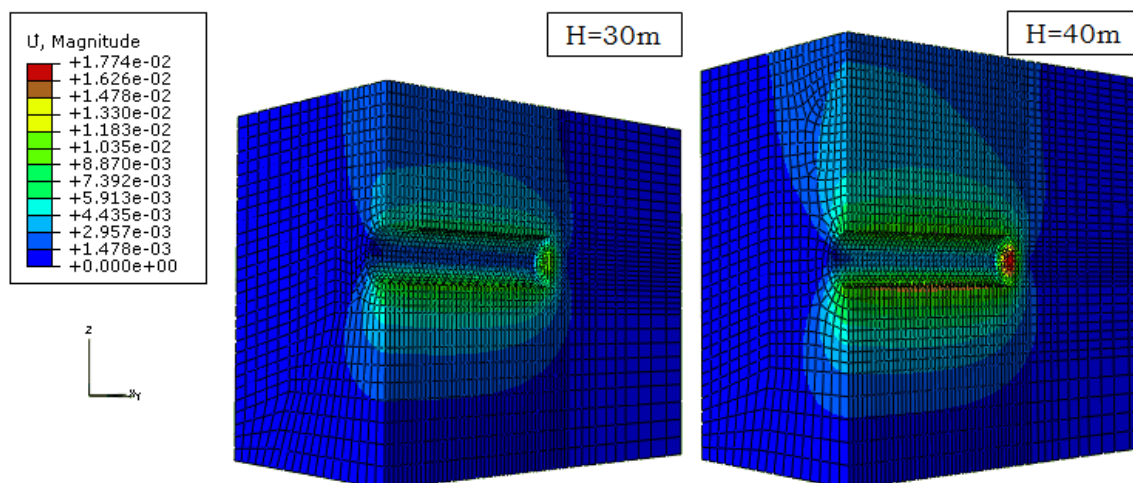 U, Magnitude
+1.774e-02
+1.626e-02
+1.478e-02
+1.330e-02
+1.183e-02
+1.035e-02
+8.870e-03
+7.392e-03
+5.913e-03
+4.435e-03
+2.957e-03
+1.478e-03
+0.000e+00
H=30m
H=40m
Z
Y